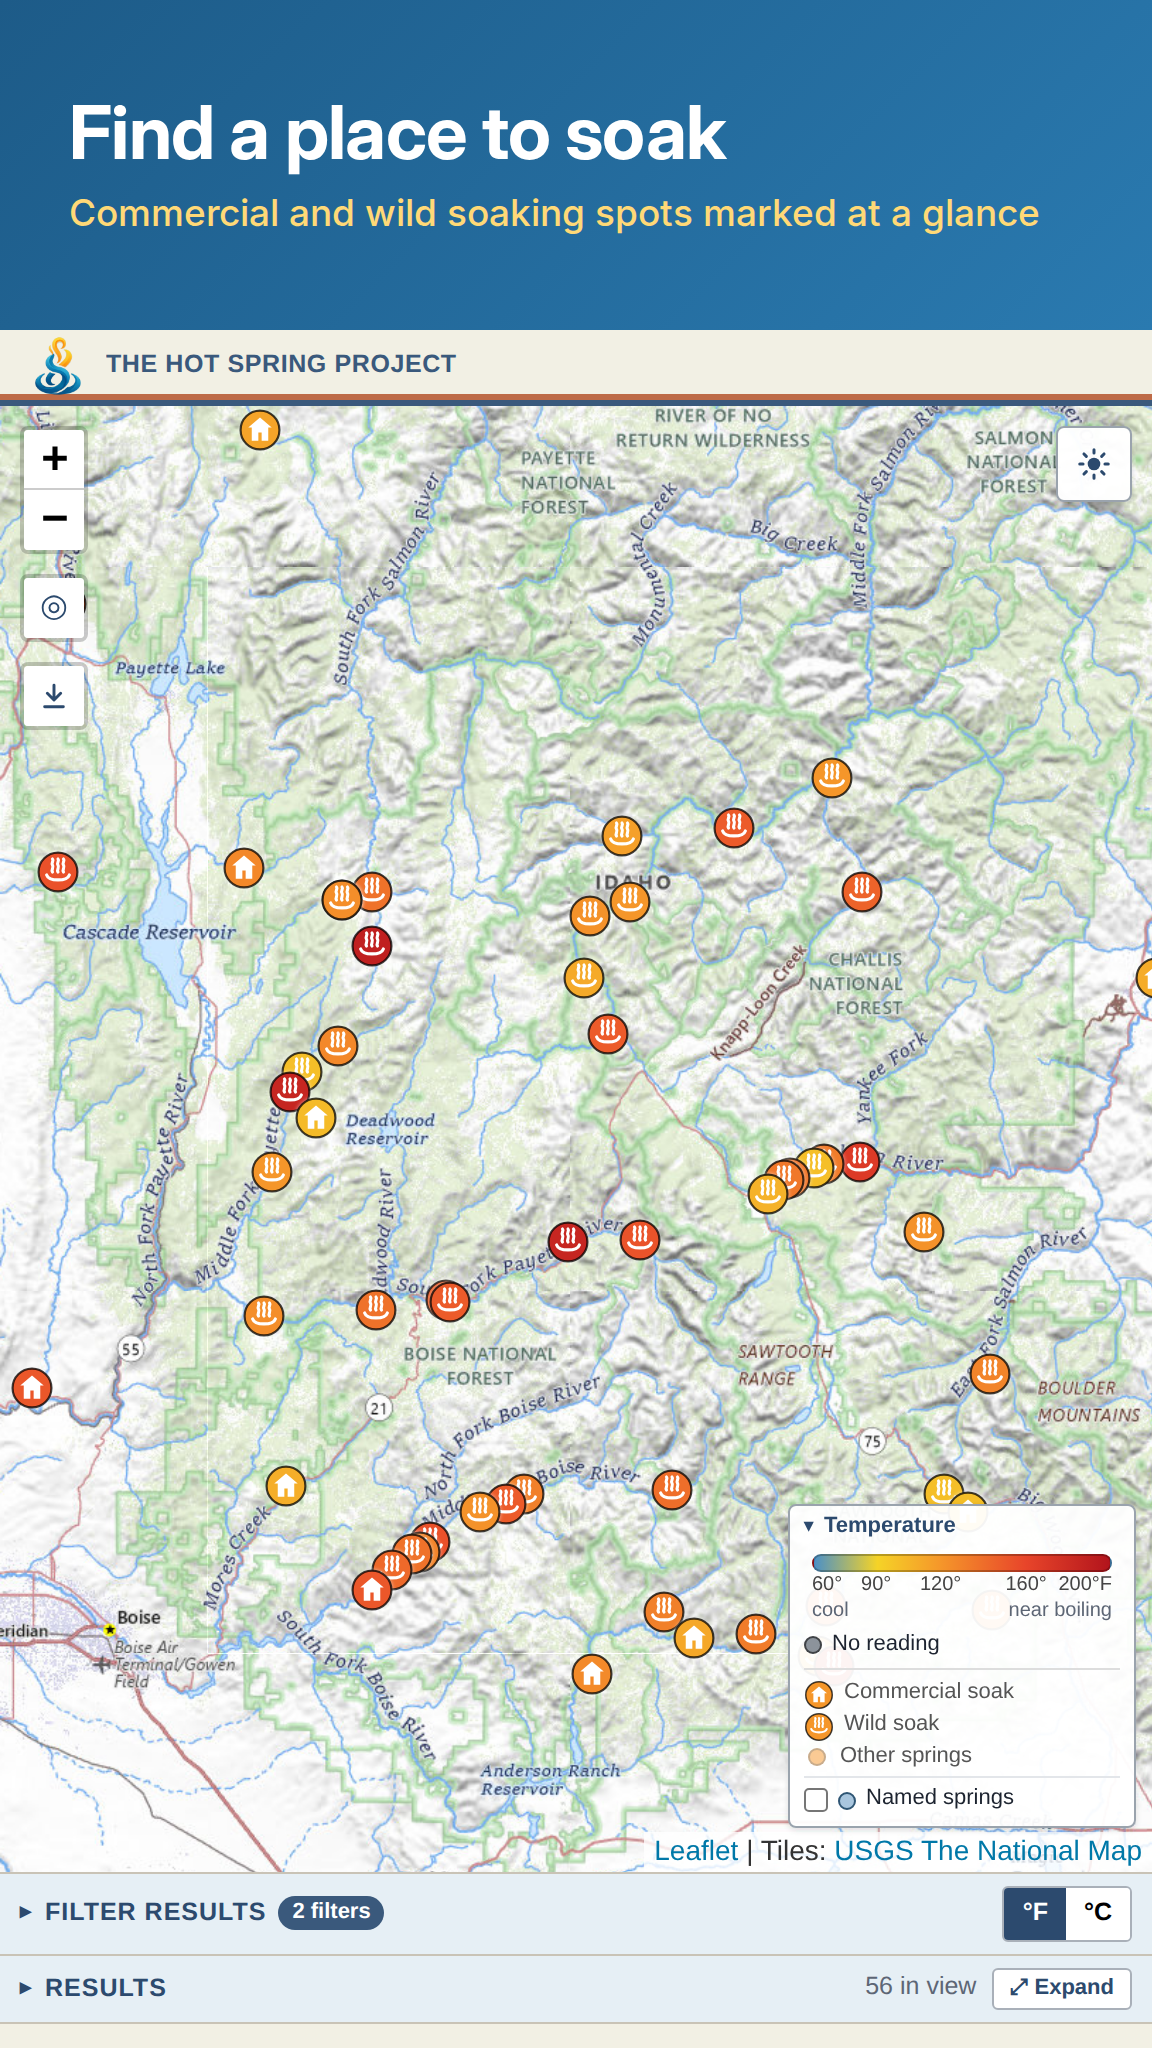 Find a place to soak
Commercial and wild soaking spots marked at a glance
THE HOT SPRING PROJECT
RIVER OF NO
RETURN WILDERNESS
PAYETTE
NATIONAL
FOREST
SALMON
NATIONAL
FOREST
South Fork Salmon River
Monumental Creek
Big Creek
Middle Fork Salmon
+
−
Payette Lake
IDAHO
Cascade Reservoir
CHALLIS
NATIONAL
FOREST
Knapp-Loon Creek
Yankee Fork
Deadwood
Reservoir
North Fork Payette River
Middle Fork
River
BOISE NATIONAL
FOREST
SAWTOOTH
RANGE
Fork Salmon River
BOULDER
MOUNTAINS
55
21
75
North Fork Boise River
Boise River
Mores Creek
Boise
Boise Air
Terminal/Gowen
Field
South Fork Boise River
Anderson Ranch
Reservoir
▾ Temperature
60° 90° 120° 160° 200°F
cool near boiling
No reading
Commercial soak
Wild soak
Other springs
Named springs
Leaflet | Tiles: USGS The National Map
▸ FILTER RESULTS 2 filters °F °C
▸ RESULTS 56 in view ⤢ Expand